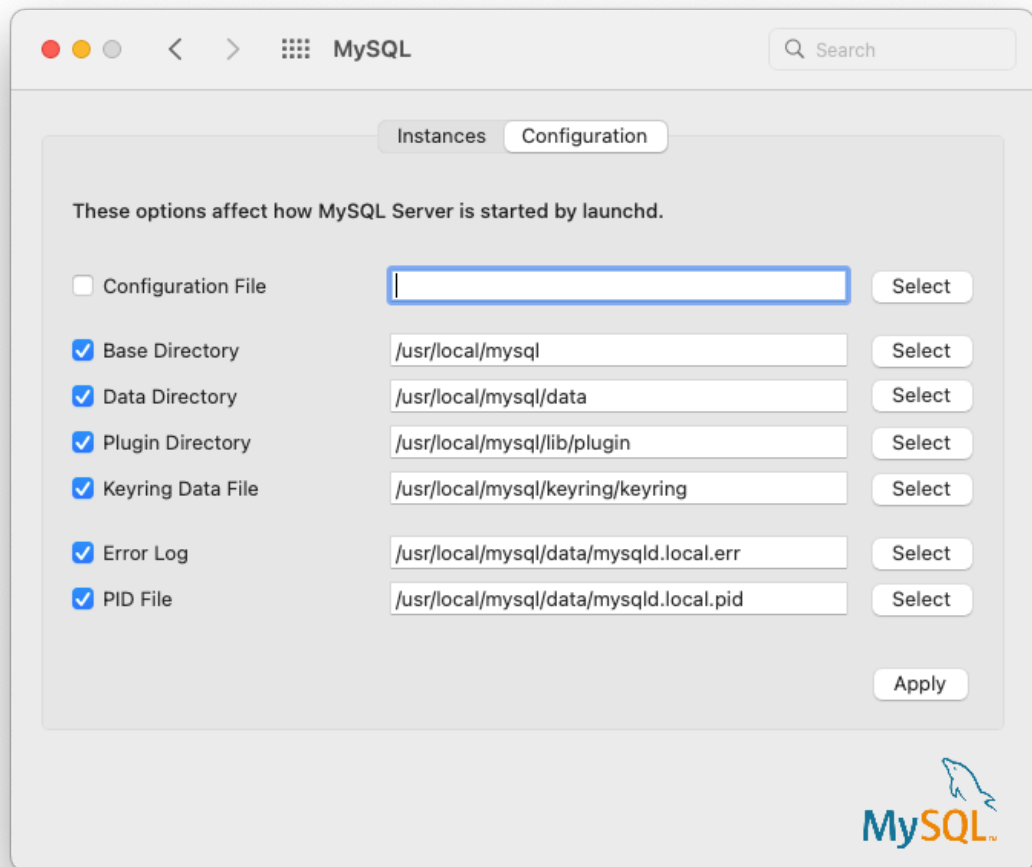 MySQL
Search
Instances Configuration
These options affect how MySQL Server is started by launchd.
Configuration File Select
Base Directory /usr/local/mysql Select
Data Directory /usr/local/mysql/data Select
Plugin Directory /usr/local/mysql/lib/plugin Select
Keyring Data File /usr/local/mysql/keyring/keyring Select
Error Log /usr/local/mysql/data/mysqld.local.err Select
PID File /usr/local/mysql/data/mysqld.local.pid Select
Apply
MySQL™